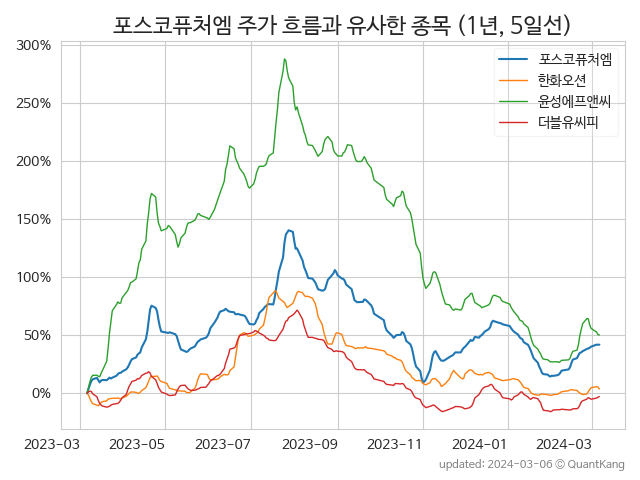 포스코퓨처엠 주가 흐름과 유사한 종목 (1년, 5일선)
300%
250%
200%
150%
100%
50%
0%
포스코퓨처엠
한화오션
윤성에프앤씨
더블유씨피
2023-03
2023-05
2023-07
2023-09
2023-11
2024-01
2024-03
updated: 2024-03-06 © QuantKang